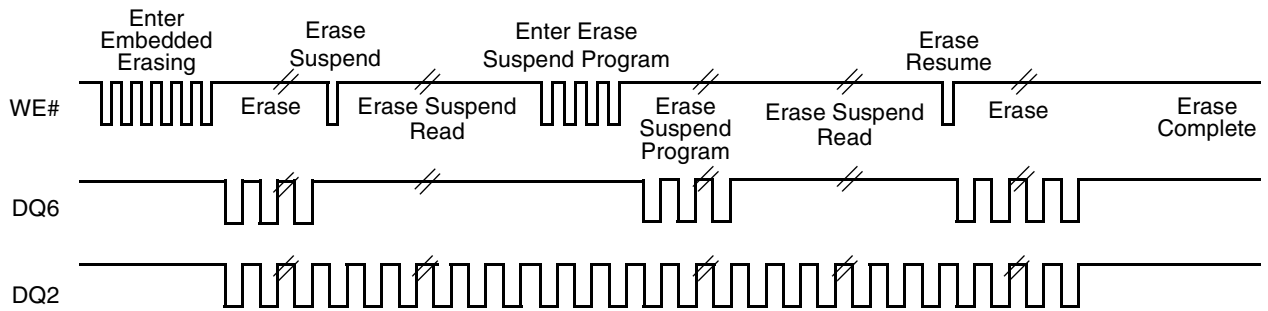 Enter
Embedded
Erasing
Erase
Suspend
Enter Erase
Suspend Program
Erase
Resume
WE#
Erase
Erase Suspend
Read
Erase
Suspend
Program
Erase Suspend
Read
Erase
Erase
Complete
DQ6
DQ2